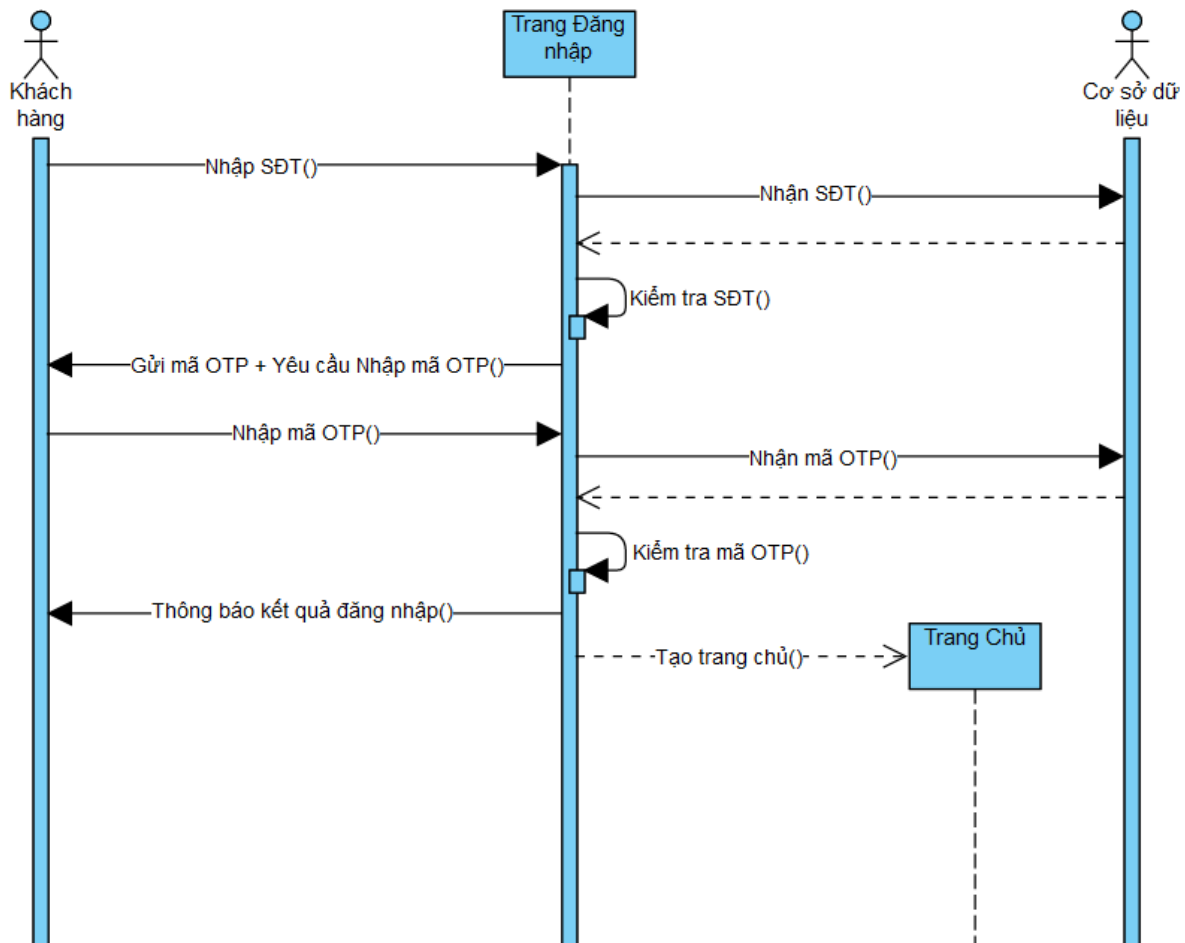 Trang Đăng
nhập
Khách
hàng
Cơ sở dữ
liệu
Nhập SĐT()
Nhận SĐT()
Kiểm tra SĐT()
Gửi mã OTP + Yêu cầu Nhập mã OTP()
Nhập mã OTP()
Nhận mã OTP()
Kiểm tra mã OTP()
Thông báo kết quả đăng nhập()
Trang Chủ
Tạo trang chủ()